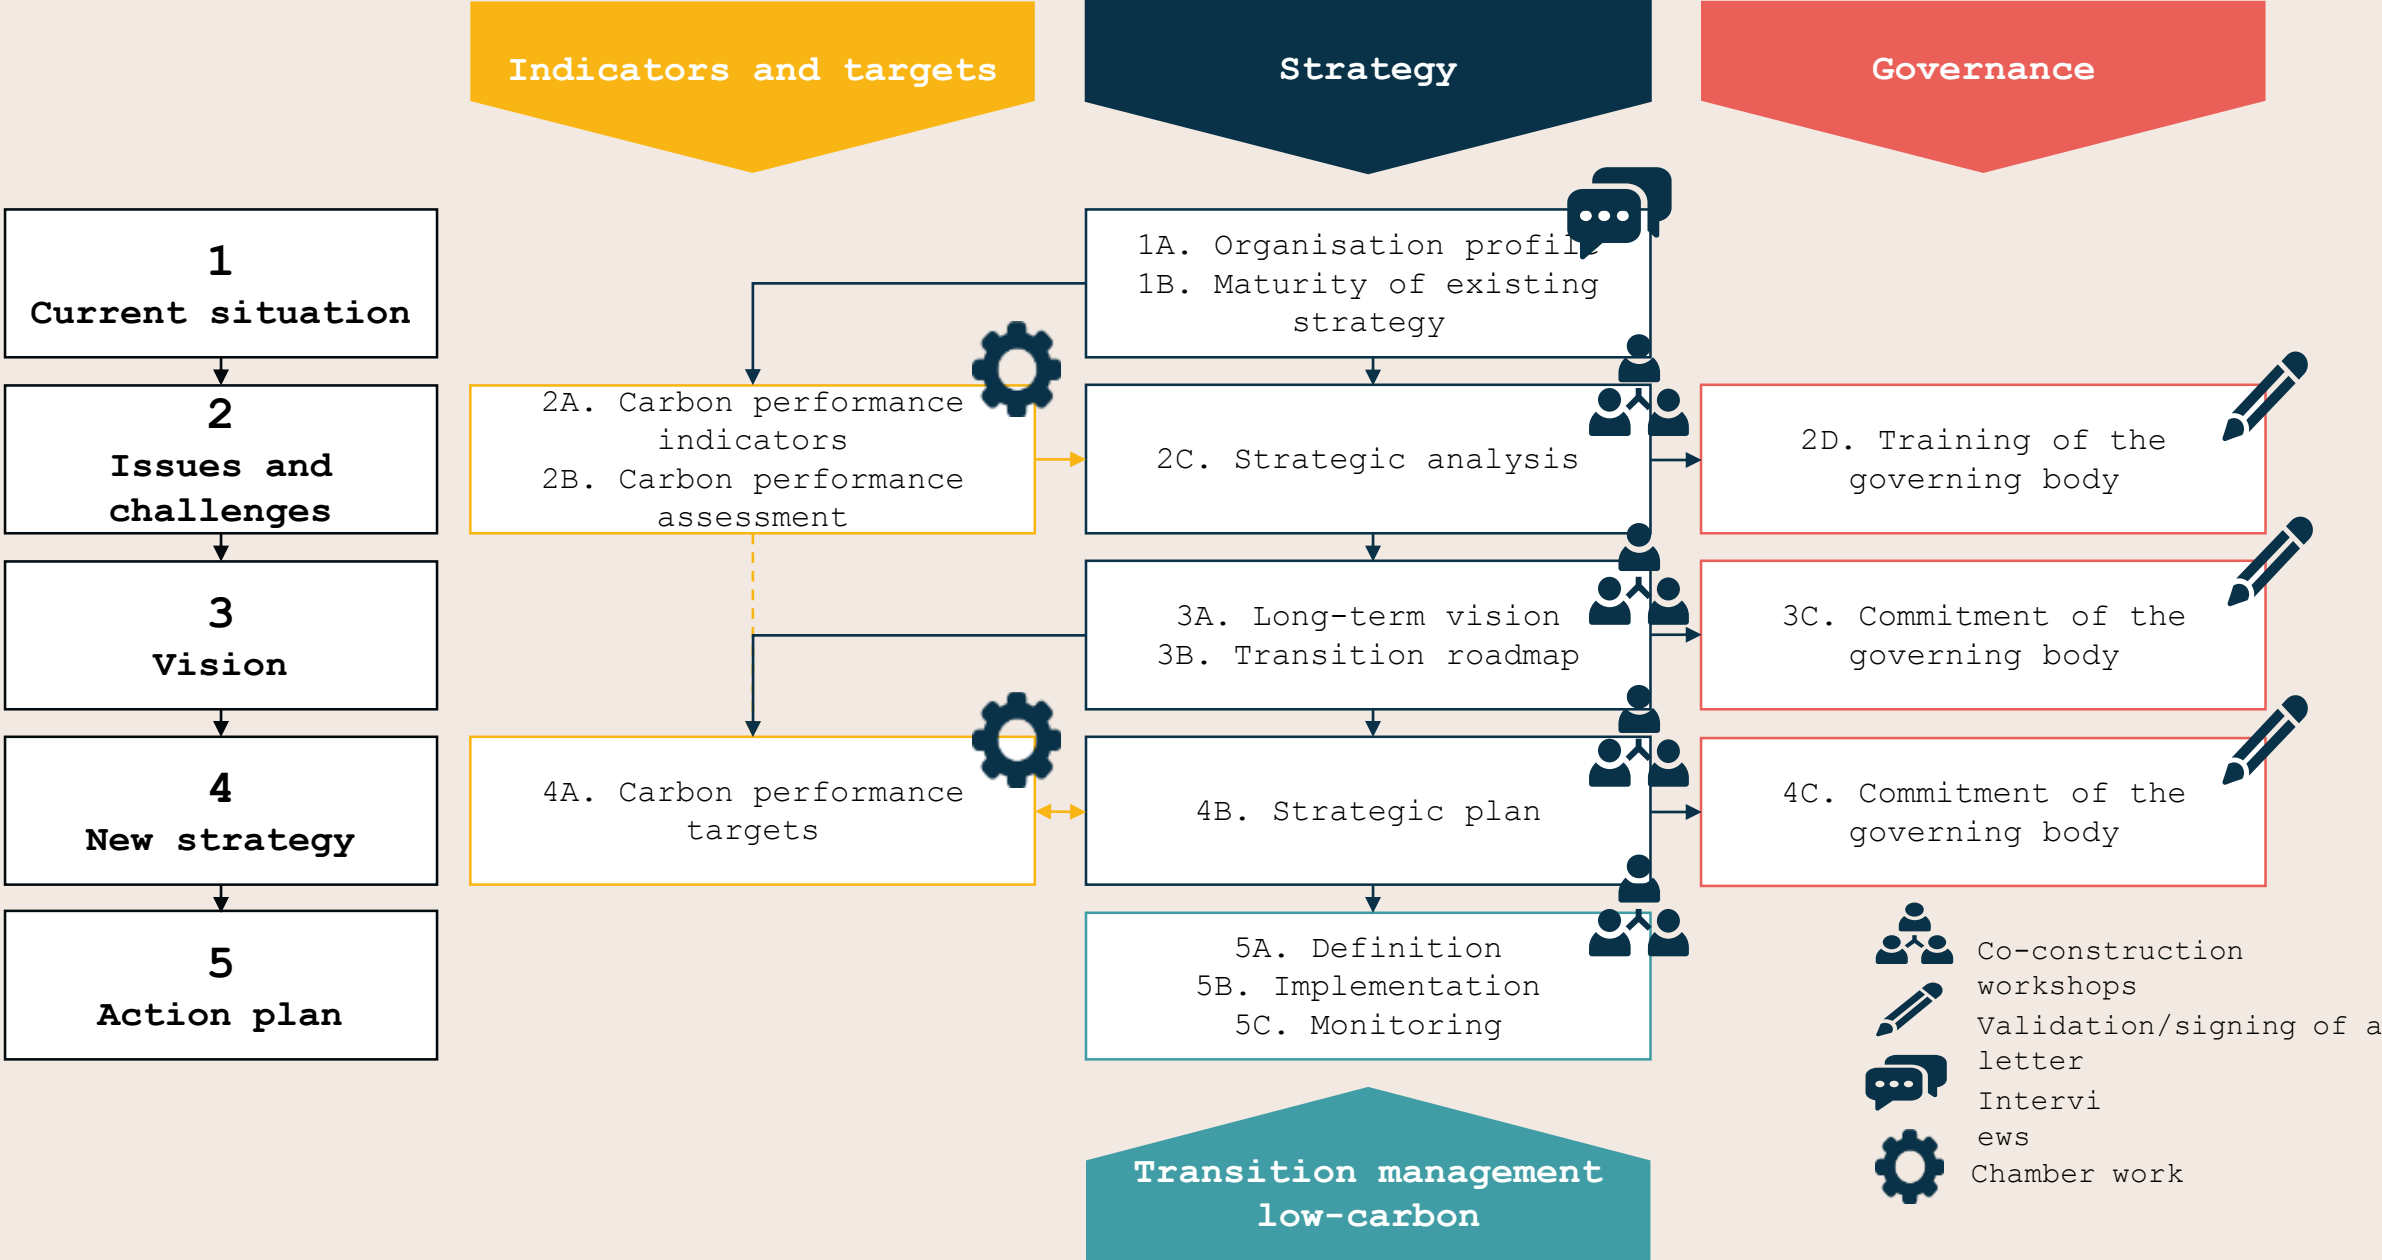 Indicators and targets
Strategy
Governance
1
Current situation
1A. Organisation profile
1B. Maturity of existing
strategy
2
Issues and
challenges
2A. Carbon performance
indicators
2B. Carbon performance
assessment
2C. Strategic analysis
2D. Training of the
governing body
3
Vision
3A. Long-term vision
3B. Transition roadmap
3C. Commitment of the
governing body
4
New strategy
4A. Carbon performance
targets
4B. Strategic plan
4C. Commitment of the
governing body
5
Action plan
5A. Definition
5B. Implementation
5C. Monitoring
Co-construction
workshops
Validation/signing of a
letter
Intervi
ews
Chamber work
Transition management
low-carbon